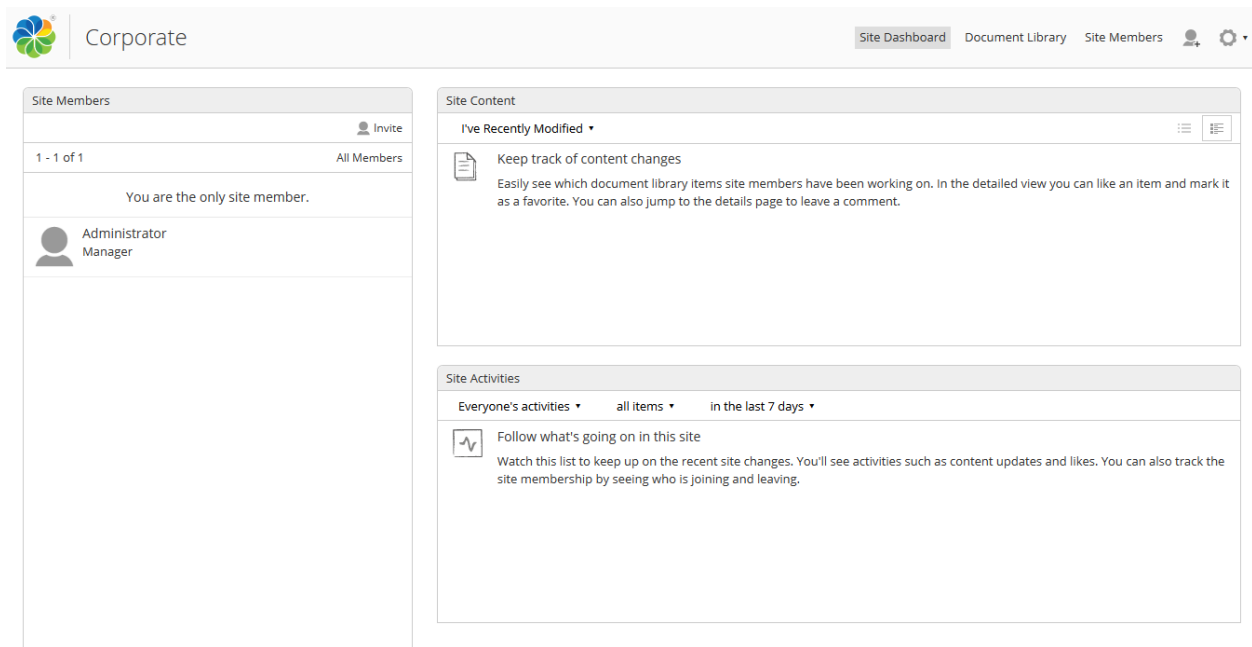 Corporate
Site Dashboard Document Library Site Members
Site Members
Invite
1 - 1 of 1 All Members
You are the only site member.
Administrator
Manager
Site Content
I've Recently Modified
Keep track of content changes
Easily see which document library items site members have been working on. In the detailed view you can like an item and mark it
as a favorite. You can also jump to the details page to leave a comment.
Site Activities
Everyone's activities all items in the last 7 days
Follow what's going on in this site
Watch this list to keep up on the recent site changes. You'll see activities such as content updates and likes. You can also track the
site membership by seeing who is joining and leaving.